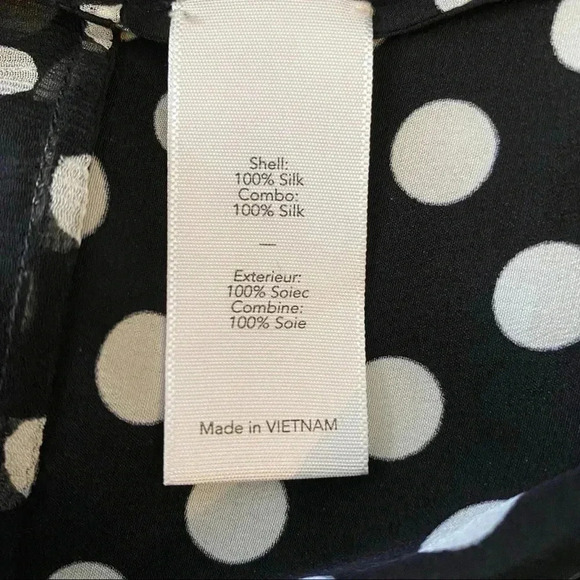 Shell:
100% Silk
Combo:
100% Silk
—
Exterieur:
100% Soiec
Combine:
100% Soie
Made in VIETNAM